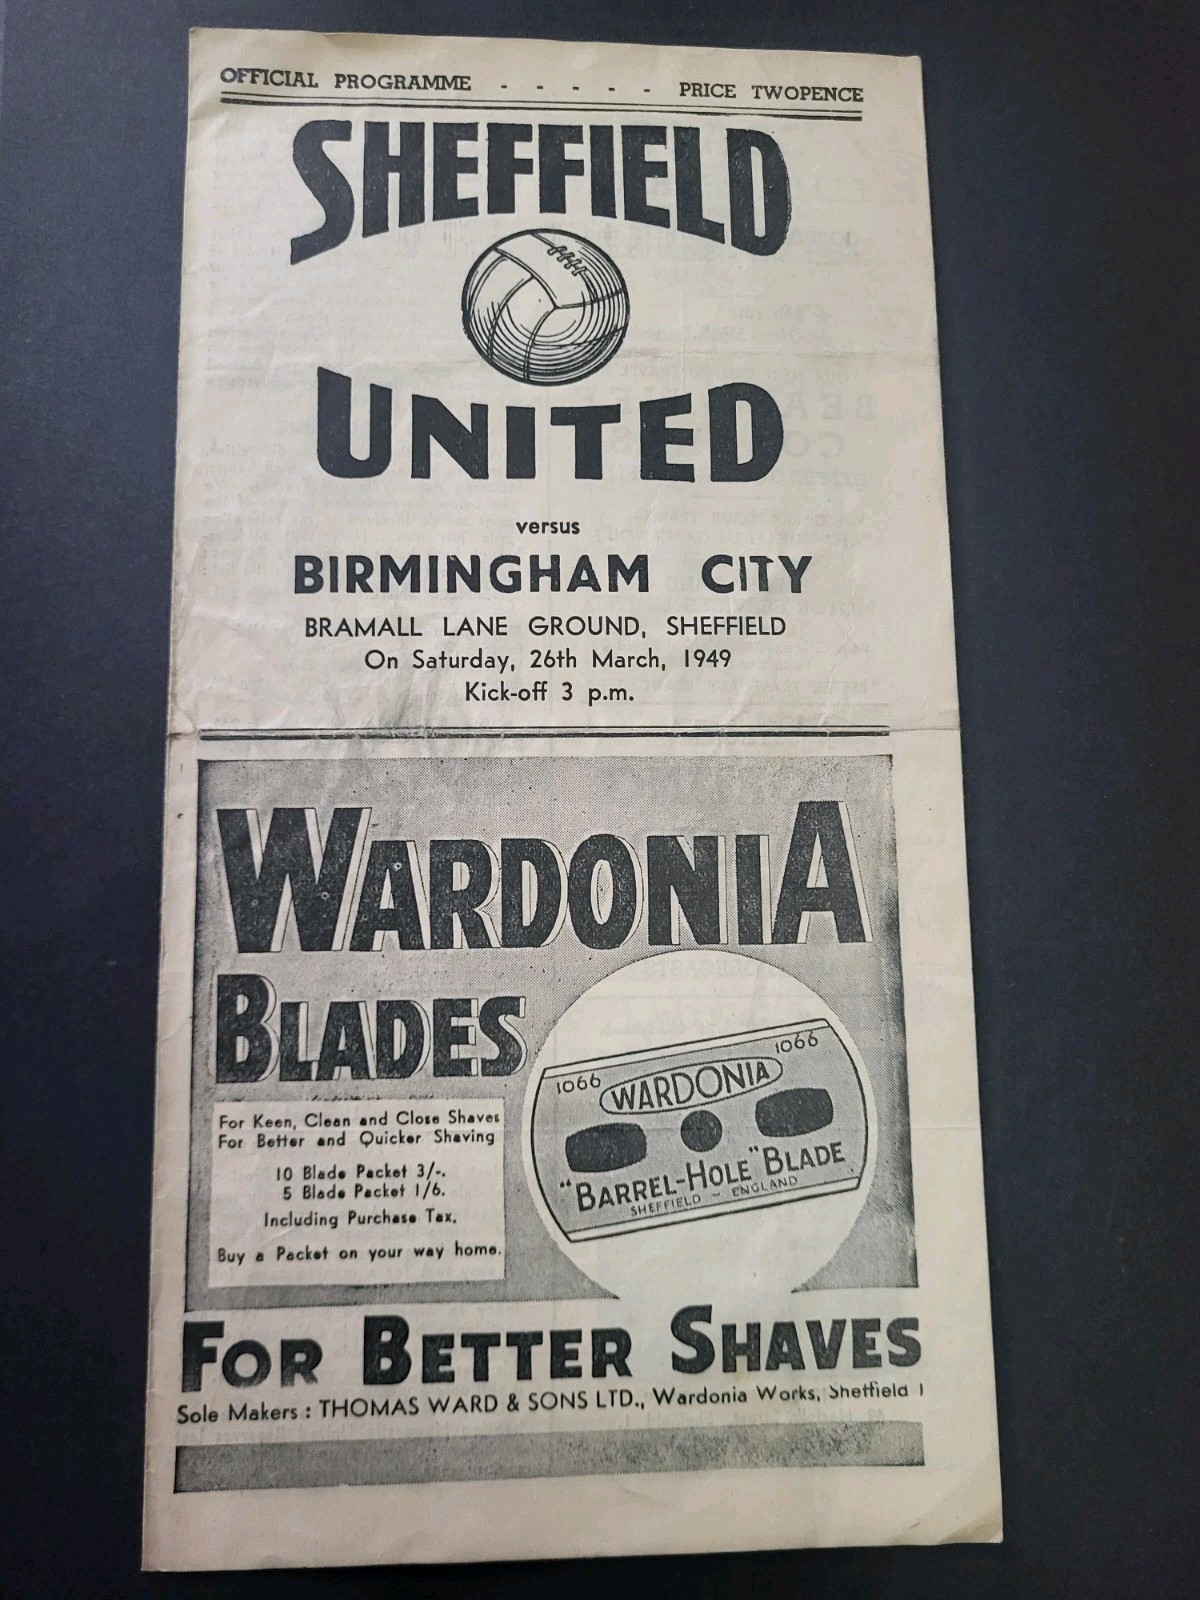 OFFICIAL PROGRAMME - - - - - PRICE TWOPENCE
SHEFFIELD
UNITED
versus
BIRMINGHAM CITY
BRAMALL LANE GROUND, SHEFFIELD
On Saturday, 26th March, 1949
Kick-off 3 p.m.
WARDONIA
BLADES
For Keen, Clean and Close Shaves
For Better and Quicker Shaving
10 Blade Packet 3/-.
5 Blade Packet 1/6.
Including Purchase Tax.
Buy a Packet on your way home.
1066 1066
WARDONIA
"BARREL-HOLE" BLADE
SHEFFIELD - ENGLAND
FOR BETTER SHAVES
Sole Makers : THOMAS WARD & SONS LTD., Wardonia Works, Sheffield 1